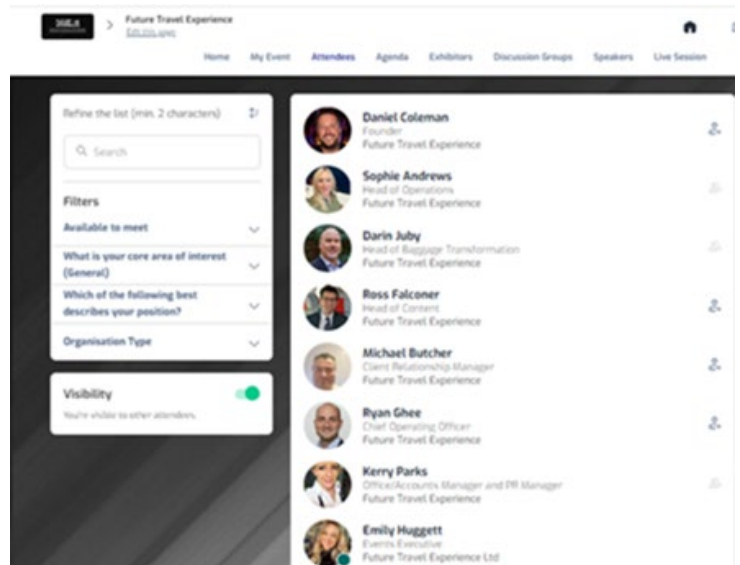 Future Travel Experience
Edit this page
Home My Event Attendees Agenda Exhibitors Discussion Groups Speakers Live Session
Refine the list (min. 2 characters)
Search
Filters
Available to meet
What is your core area of interest
(General)
Which of the following best
describes your position?
Organisation Type
Visibility
You're visible to other attendees
Daniel Coleman
Founder
Future Travel Experience
Sophie Andrews
Head of Operations
Future Travel Experience
Darin Juby
Head of Baggage Transformation
Future Travel Experience
Ross Falconer
Head of Content
Future Travel Experience
Michael Butcher
Client Relationship Manager
Future Travel Experience
Ryan Ghee
Chief Operating Officer
Future Travel Experience
Kerry Parks
Office/Accounts Manager and PR Manager
Future Travel Experience
Emily Huggett
Events Executive
Future Travel Experience Ltd